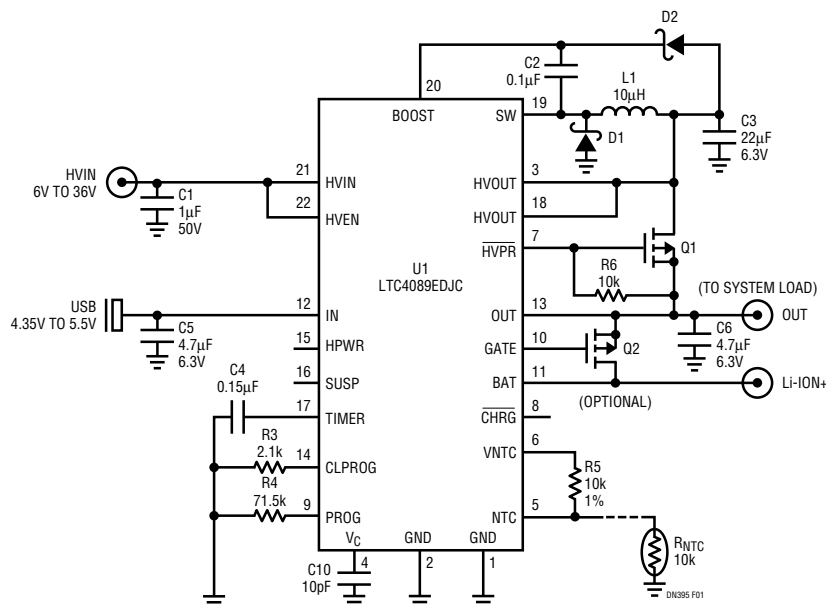 D2
C2
0.1µF
L1
10µH
20
BOOST
19
SW
D1
C3
22µF
6.3V
HVIN
6V TO 36V
C1
1µF
50V
21
HVIN
22
HVEN
3
HVOUT
18
HVOUT
7
HVPR
Q1
U1
LTC4089EDJC
R6
10k
USB
4.35V TO 5.5V
C5
4.7µF
6.3V
12
IN
15
HPWR
16
SUSP
13
OUT
(TO SYSTEM LOAD)
OUT
C6
4.7µF
6.3V
10
GATE
Q2
11
BAT
(OPTIONAL)
Li-ION+
C4
0.15µF
17
TIMER
8
CHRG
R3
2.1k
14
CLPROG
6
VNTC
R5
10k
1%
R4
71.5k
9
PROG
5
NTC
RNTC
10k
VC
GND
GND
C10
10pF
4
2
1
DN395 F01